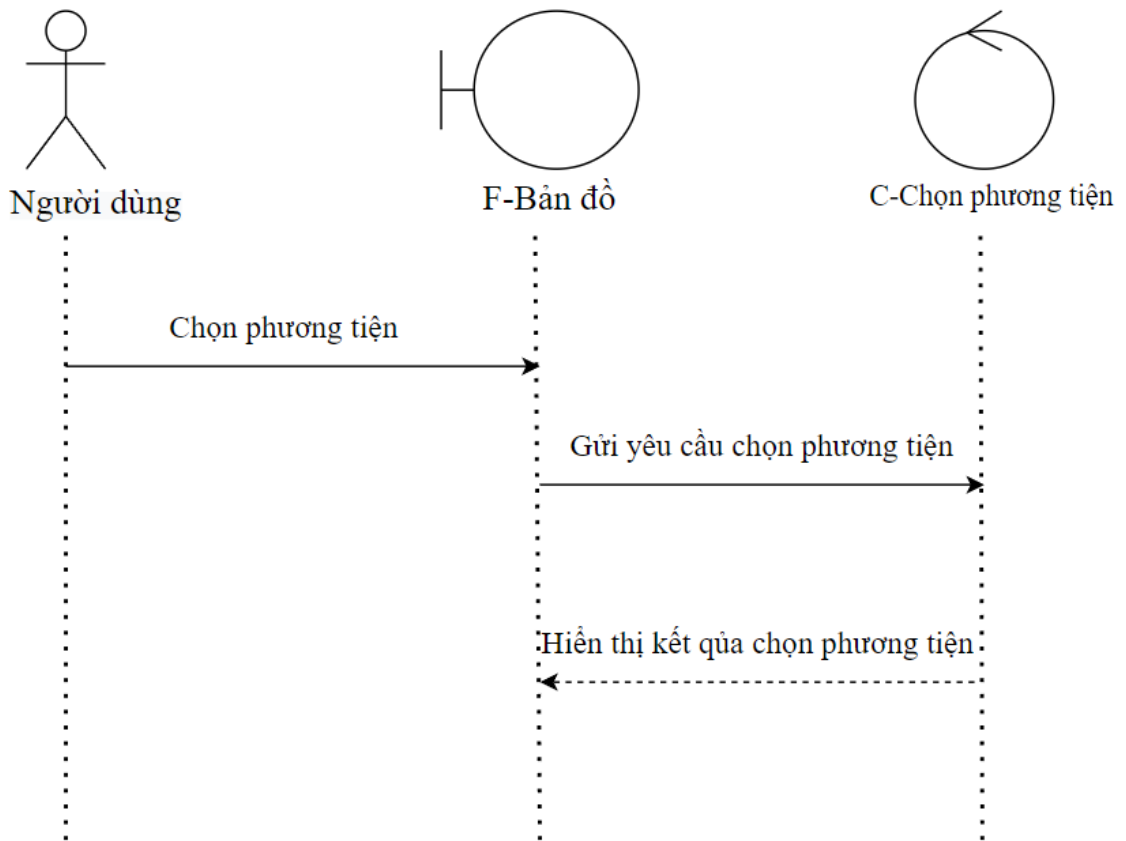 Người dùng
F-Bản đồ
C-Chọn phương tiện
Chọn phương tiện
Gửi yêu cầu chọn phương tiện
Hiển thị kết qủa chọn phương tiện